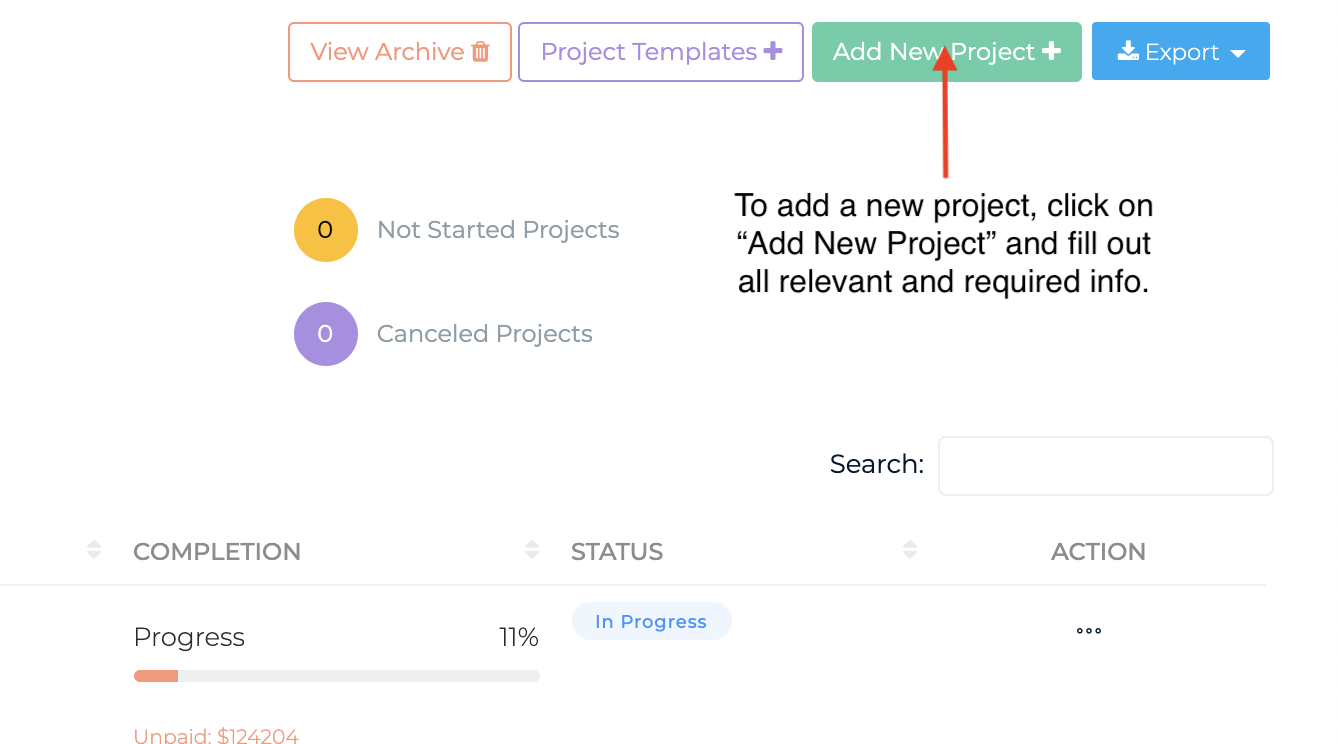 View Archive
Project Templates
Add New Project
Export
To add a new project, click on
“Add New Project” and fill out
all relevant and required info.
0 Not Started Projects
0 Canceled Projects
Search:
COMPLETION STATUS ACTION
Progress 11% In Progress
Unpaid: $124204